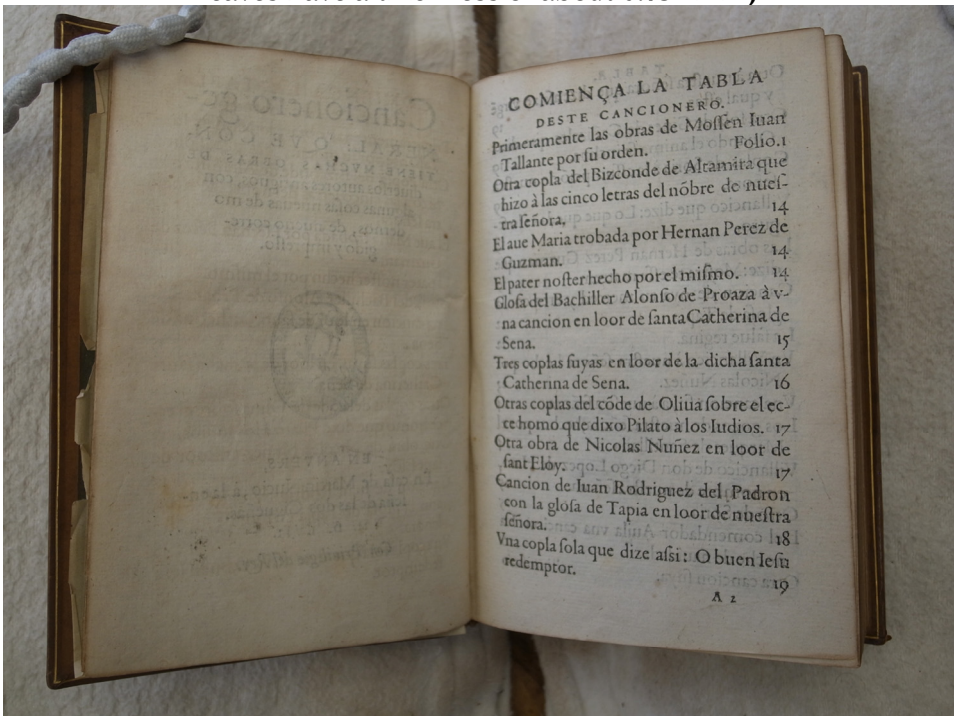 COMIENÇA LA TABLA
DESTE CANCIONERO.
Primeramente las obras de Moſſen Iuan
Tallante por ſu orden. Folio.1
Otra copla del Bizconde de Altamira que
hizo à las cinco letras del nõbre de nueſ-
tra ſeñora, 14
El aue Maria trobada por Hernan Perez de
Guzman. 14
El pater noſter hecho por el miſmo. 14
Gloſa del Bachiller Alonſo de Proaza à v-
na cancion en loor de ſanta Catherina de
Sena. 15
Tres coplas ſuyas en loor de la dicha ſanta
Catherina de Sena. 16
Otras coplas del cõde de Oliua ſobre el ec-
ce homo que dixo Pilato à los Iudios. 17
Otra obra de Nicolas Nuñez en loor de
ſant Eloy. 17
Cancion de Iuan Rodriguez del Padron
con la gloſa de Tapia en loor de nueſtra
ſeñora. 18
Vna copla ſola que dize aſsi: O buen Ieſu
redemptor. 19
A 2